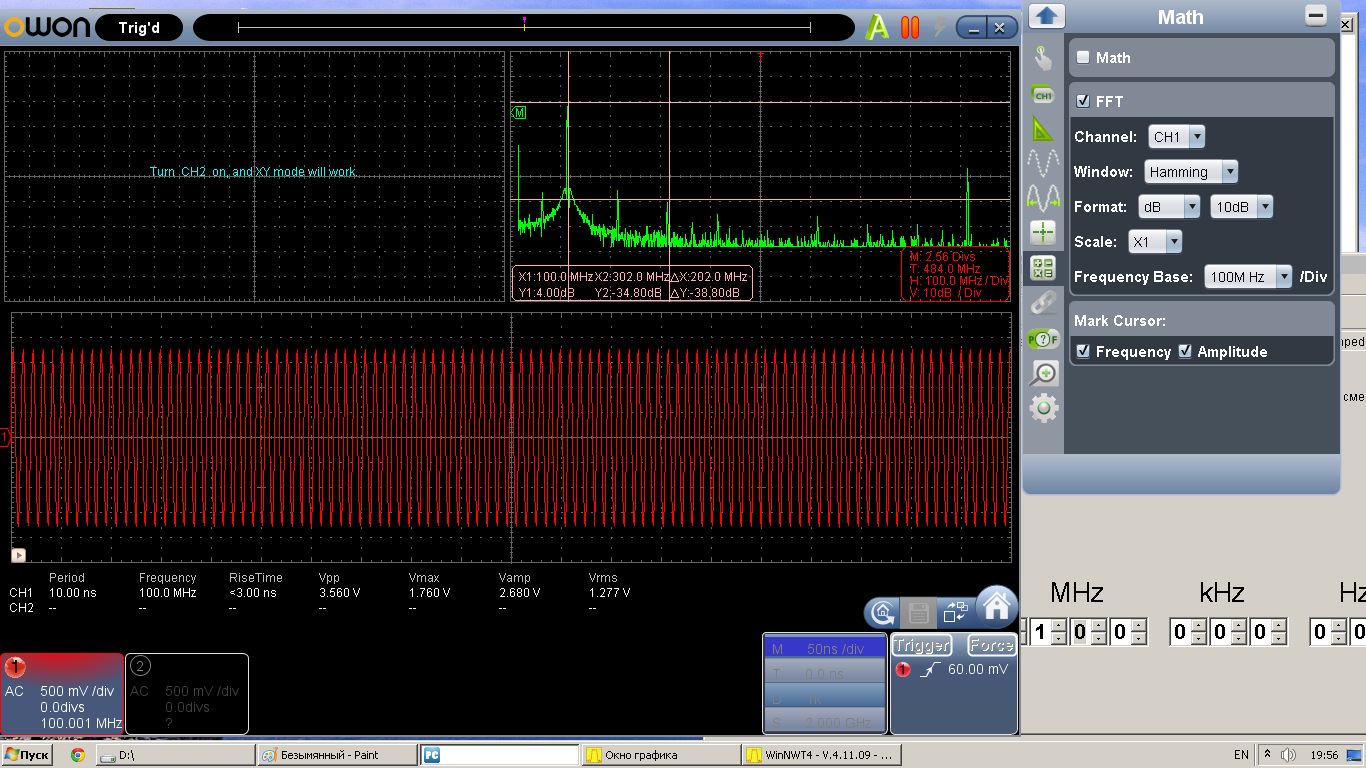 owon Trig'd
Math
Math
FFT
CH1
Channel: CH1
Window: Hamming
Format: dB 10dB
Scale: X1
Frequency Base: 100M Hz /Div
Mark Cursor:
Frequency Amplitude
Turn CH2 on, and XY mode will work
M
X1:100.0 MHz X2:302.0 MHz △X:202.0 MHz
Y1:4.00dB Y2:-34.80dB △Y:-38.80dB
M: 2.56 Divs
T: 484.0 MHz
H: 100.0 MHz / Div
V: 10dB / Div
P?F
1
Period Frequency RiseTime Vpp Vmax Vamp Vrms
CH1 10.00 ns 100.0 MHz <3.00 ns 3.560 V 1.760 V 2.680 V 1.277 V
CH2 -- -- -- -- -- -- --
MHz kHz Hz
1 0 0 0 0 0 0 0
1
AC 500 mV /div
0.0divs
100.001 MHz
2
AC 500 mV /div
0.0divs
?
M 50ns /div
T 0.0 ns
D 1K
S 2.000 GHz
Trigger Force
1 60.00 mV
Пуск D:\ Безымянный - Paint PC Окно графика WinNWT4 - V.4.11.09 - ... EN 19:56